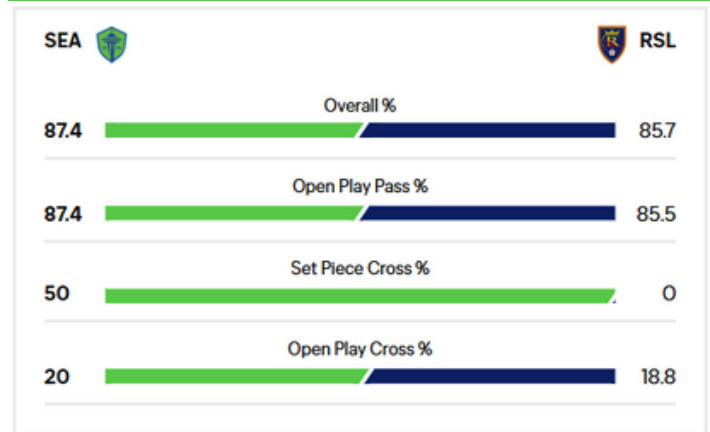 SEA RSL
Overall %
87.4 85.7
Open Play Pass %
87.4 85.5
Set Piece Cross %
50 0
Open Play Cross %
20 18.8